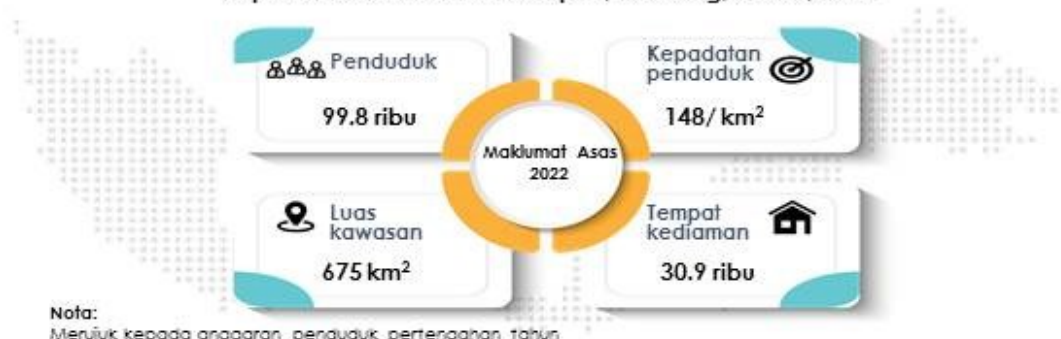 Penduduk
99.8 ribu
Kepadatan
penduduk
148/ km²
Maklumat Asas
2022
Luas
kawasan
675 km²
Tempat
kediaman
30.9 ribu
Nota:
Merujuk kepada anggaran penduduk pertengahan tahun